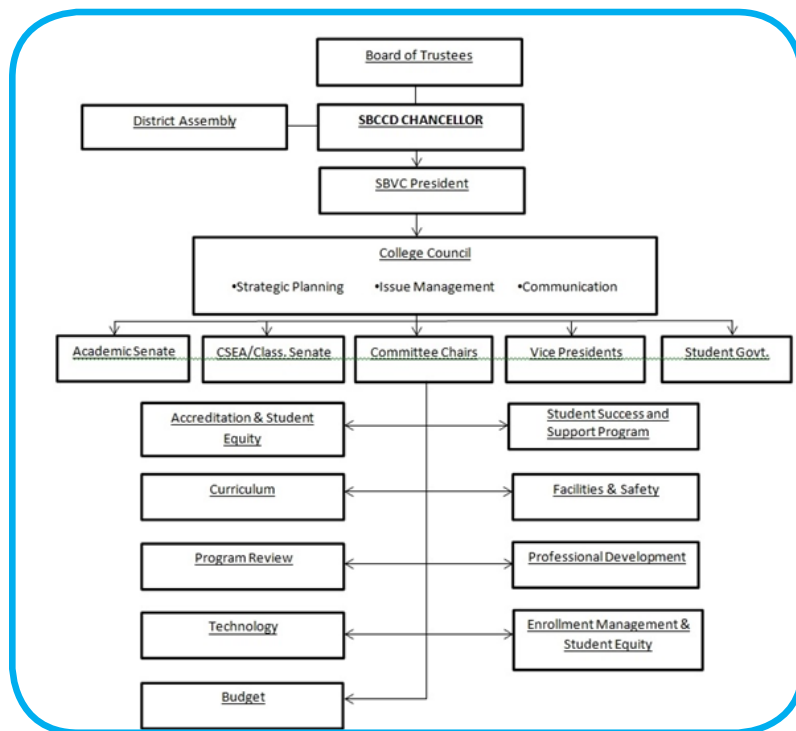 Board of Trustees
District Assembly
SBCCD CHANCELLOR
SBVC President
College Council
•Strategic Planning •Issue Management •Communication
Academic Senate
CSEA/Class. Senate
Committee Chairs
Vice Presidents
Student Govt.
Accreditation & Student
Equity
Student Success and
Support Program
Curriculum
Facilities & Safety
Program Review
Professional Development
Technology
Enrollment Management &
Student Equity
Budget